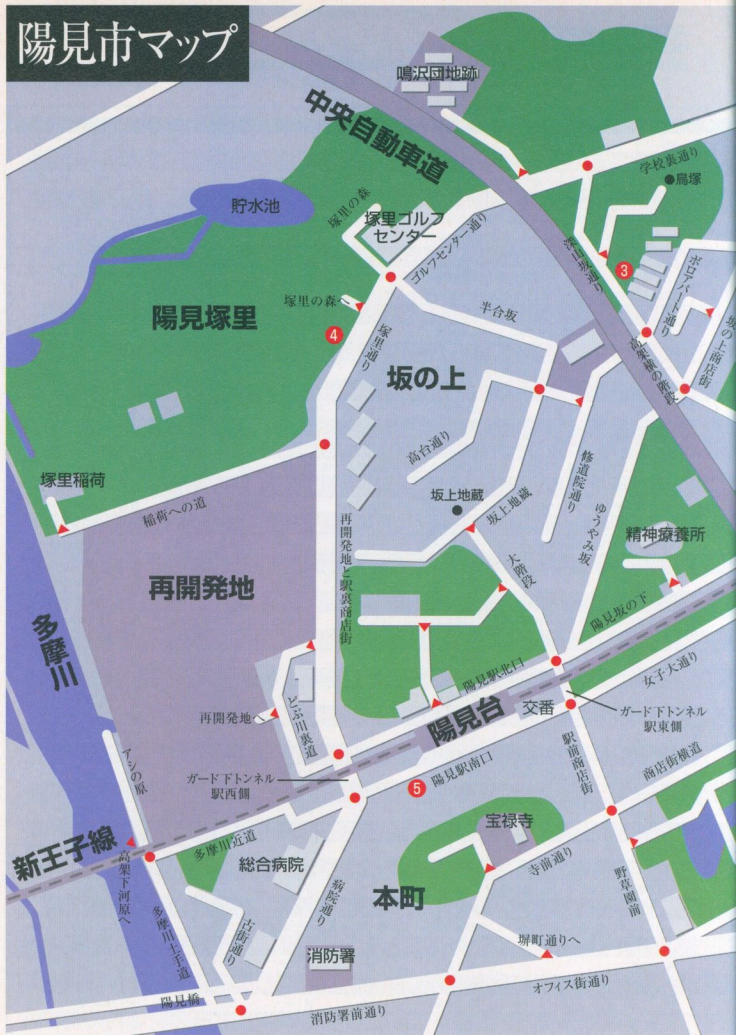 陽見市マップ
鳴沢団地跡
中央自動車道
学校裏通り
鳥塚
貯水池
塚里の森
塚里ゴルフ
センター
ゴルフセンター通り
深山坂通り
3
ボロアパート通り
坂の上商店街
塚里の森へ
半合坂
陽見塚里
4
塚里通り
坂の上
高架横の階段
高台通り
修道院通り
塚里稲荷
稲荷への道
坂上地蔵
坂上地蔵
ゆうやみ坂
精神療養所
再開発地と駅裏商店街
大階段
再開発地
多摩川
陽見坂の下
陽見駅北口
女子大通り
陽見台
交番
ガード下トンネル
駅東側
再開発地へ
どぶ川裏道
アシの原
ガード下トンネル
駅西側
陽見駅南口
5
駅前商店街
商店街横道
宝禄寺
新王子線
多摩川近道
高架下河原へ
総合病院
寺前通り
本町
病院通り
野草園前
多摩川土手道
古街通り
塀町通りへ
消防署
陽見橋
消防署前通り
オフィス街通り